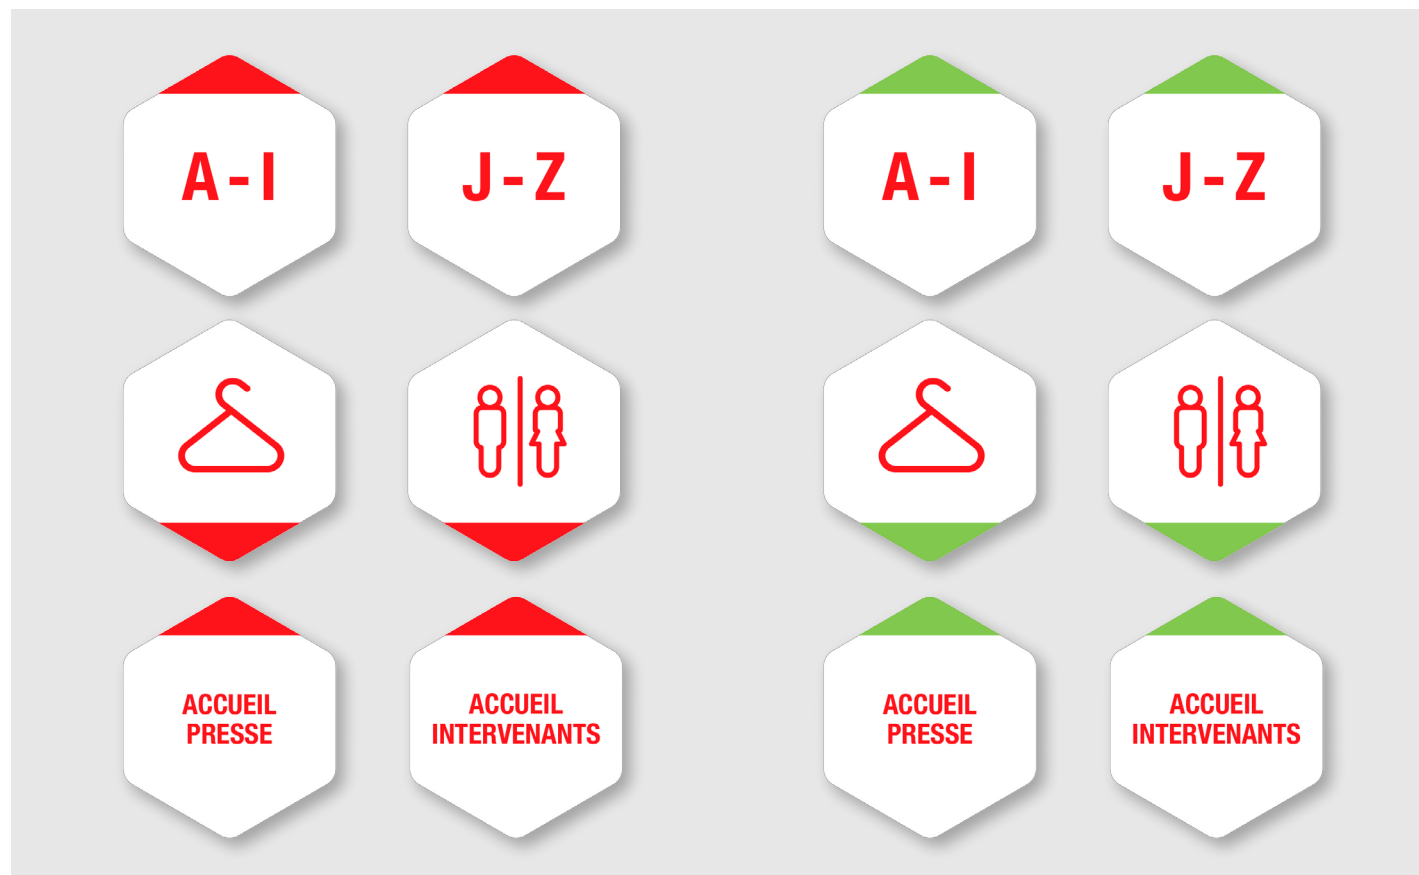 A - I
J - Z
A - I
J - Z
ACCUEIL
PRESSE
ACCUEIL
INTERVENANTS
ACCUEIL
PRESSE
ACCUEIL
INTERVENANTS